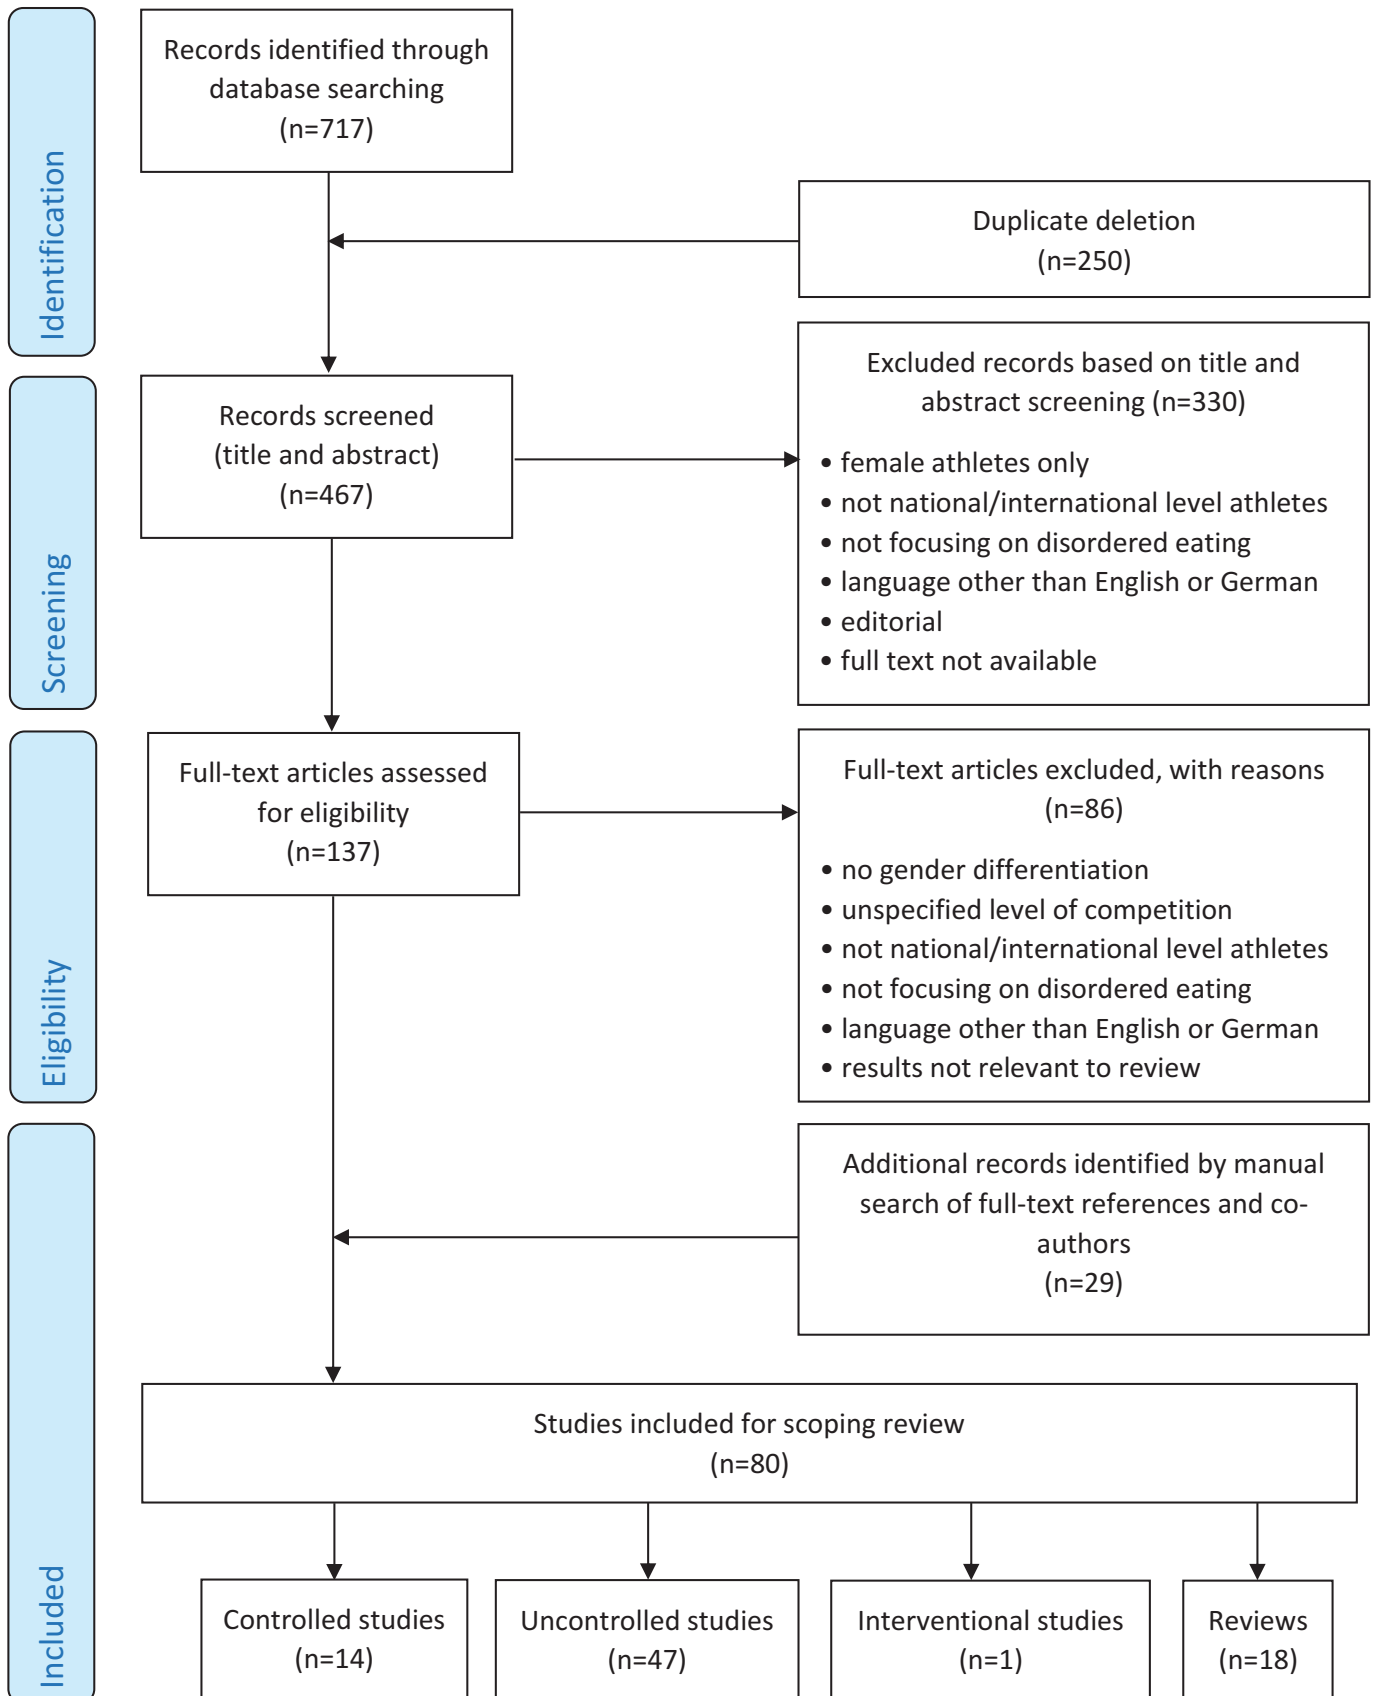 Identification
Records identified through
database searching
(n=717)
Duplicate deletion
(n=250)
Screening
Records screened
(title and abstract)
(n=467)
Excluded records based on title and
abstract screening (n=330)
• female athletes only
• not national/international level athletes
• not focusing on disordered eating
• language other than English or German
• editorial
• full text not available
Eligibility
Full-text articles assessed
for eligibility
(n=137)
Full-text articles excluded, with reasons
(n=86)
• no gender differentiation
• unspecified level of competition
• not national/international level athletes
• not focusing on disordered eating
• language other than English or German
• results not relevant to review
Included
Additional records identified by manual
search of full-text references and co-
authors
(n=29)
Studies included for scoping review
(n=80)
Controlled studies
(n=14)
Uncontrolled studies
(n=47)
Interventional studies
(n=1)
Reviews
(n=18)